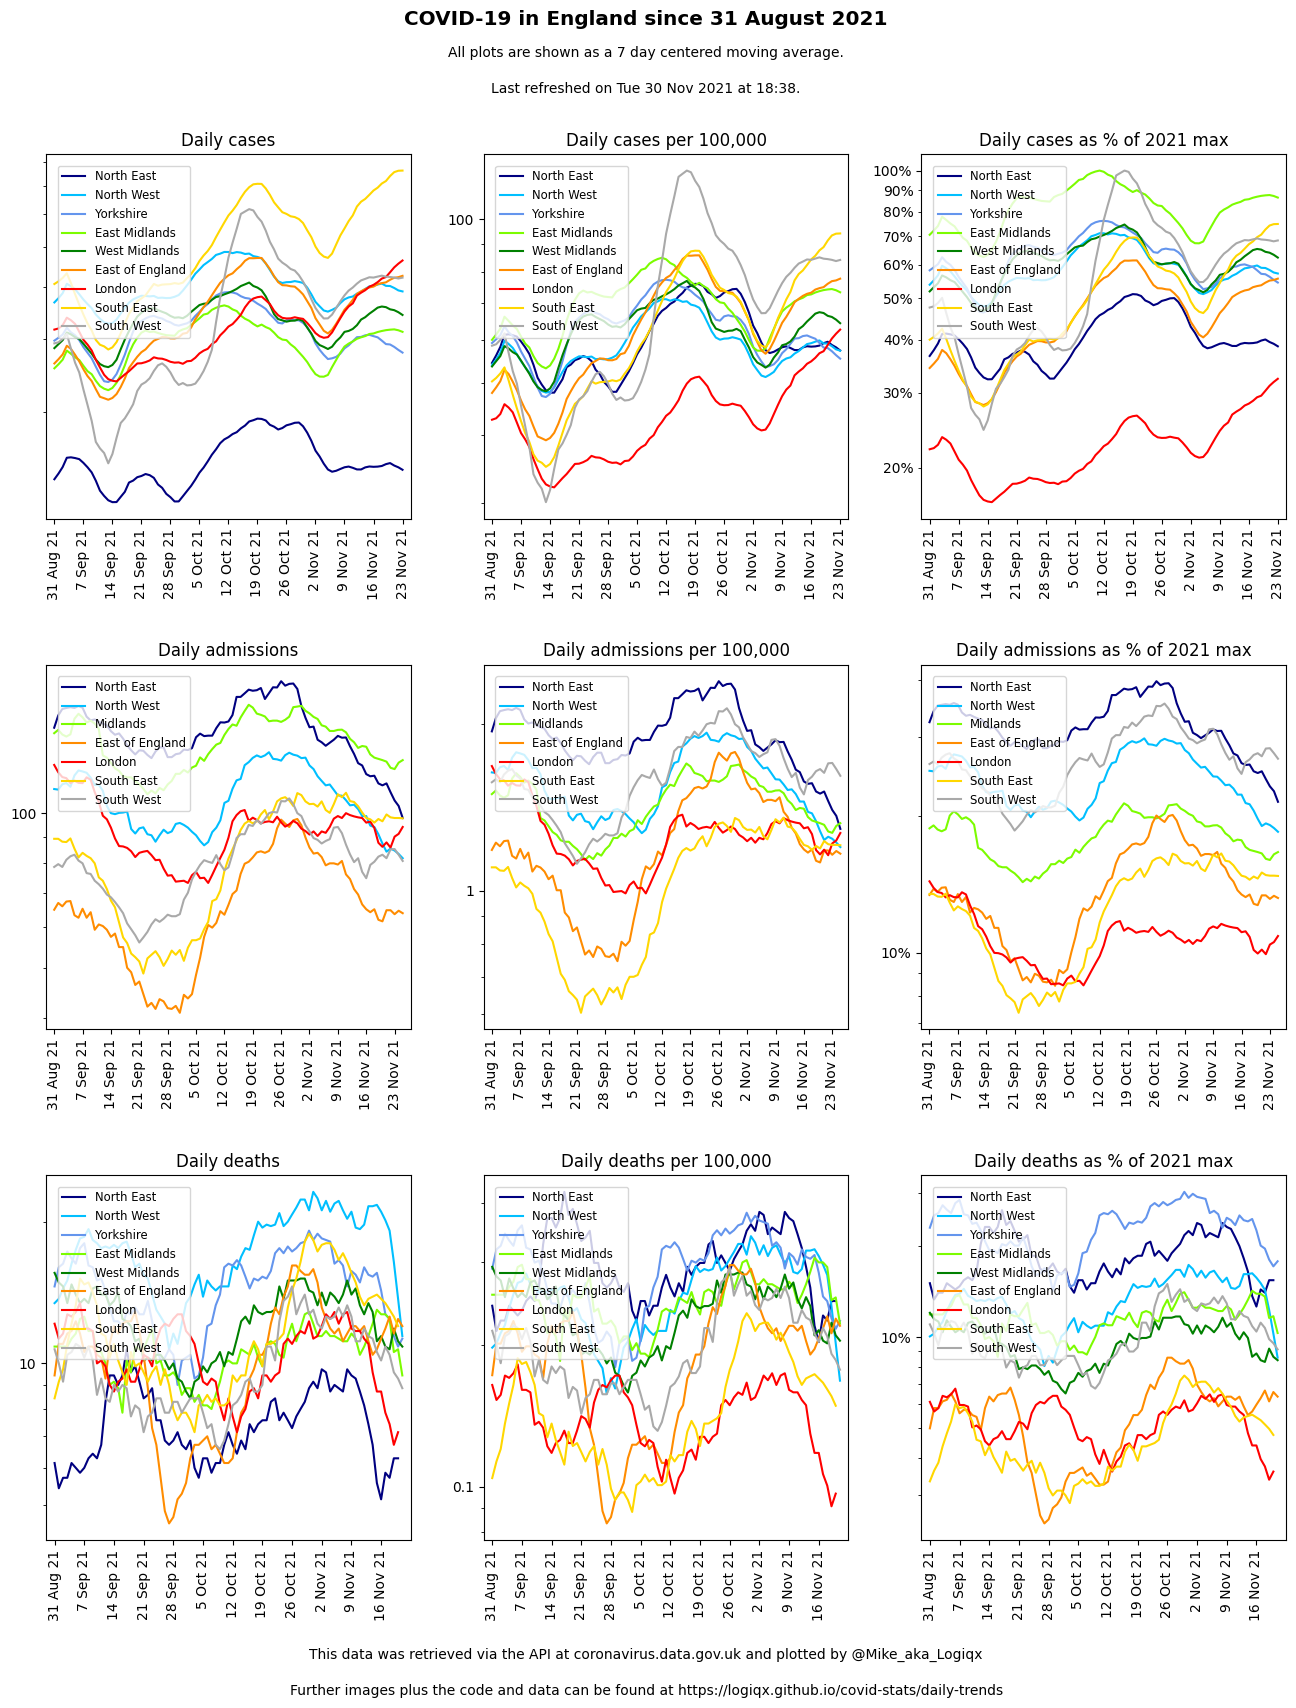 COVID-19 in England since 31 August 2021
All plots are shown as a 7 day centered moving average.
Last refreshed on Tue 30 Nov 2021 at 18:38.
Daily cases
North East
North West
Yorkshire
East Midlands
West Midlands
East of England
London
South East
South West
31 Aug 21
7 Sep 21
14 Sep 21
21 Sep 21
28 Sep 21
5 Oct 21
12 Oct 21
19 Oct 21
26 Oct 21
2 Nov 21
9 Nov 21
16 Nov 21
23 Nov 21
Daily cases per 100,000
100
North East
North West
Yorkshire
East Midlands
West Midlands
East of England
London
South East
South West
31 Aug 21
7 Sep 21
14 Sep 21
21 Sep 21
28 Sep 21
5 Oct 21
12 Oct 21
19 Oct 21
26 Oct 21
2 Nov 21
9 Nov 21
16 Nov 21
23 Nov 21
Daily cases as % of 2021 max
100%
90%
80%
70%
60%
50%
40%
30%
20%
North East
North West
Yorkshire
East Midlands
West Midlands
East of England
London
South East
South West
31 Aug 21
7 Sep 21
14 Sep 21
21 Sep 21
28 Sep 21
5 Oct 21
12 Oct 21
19 Oct 21
26 Oct 21
2 Nov 21
9 Nov 21
16 Nov 21
23 Nov 21
Daily admissions
100
North East
North West
Midlands
East of England
London
South East
South West
31 Aug 21
7 Sep 21
14 Sep 21
21 Sep 21
28 Sep 21
5 Oct 21
12 Oct 21
19 Oct 21
26 Oct 21
2 Nov 21
9 Nov 21
16 Nov 21
23 Nov 21
Daily admissions per 100,000
1
North East
North West
Midlands
East of England
London
South East
South West
31 Aug 21
7 Sep 21
14 Sep 21
21 Sep 21
28 Sep 21
5 Oct 21
12 Oct 21
19 Oct 21
26 Oct 21
2 Nov 21
9 Nov 21
16 Nov 21
23 Nov 21
Daily admissions as % of 2021 max
10%
North East
North West
Midlands
East of England
London
South East
South West
31 Aug 21
7 Sep 21
14 Sep 21
21 Sep 21
28 Sep 21
5 Oct 21
12 Oct 21
19 Oct 21
26 Oct 21
2 Nov 21
9 Nov 21
16 Nov 21
23 Nov 21
Daily deaths
10
North East
North West
Yorkshire
East Midlands
West Midlands
East of England
London
South East
South West
31 Aug 21
7 Sep 21
14 Sep 21
21 Sep 21
28 Sep 21
5 Oct 21
12 Oct 21
19 Oct 21
26 Oct 21
2 Nov 21
9 Nov 21
16 Nov 21
Daily deaths per 100,000
0.1
North East
North West
Yorkshire
East Midlands
West Midlands
East of England
London
South East
South West
31 Aug 21
7 Sep 21
14 Sep 21
21 Sep 21
28 Sep 21
5 Oct 21
12 Oct 21
19 Oct 21
26 Oct 21
2 Nov 21
9 Nov 21
16 Nov 21
Daily deaths as % of 2021 max
10%
North East
North West
Yorkshire
East Midlands
West Midlands
East of England
London
South East
South West
31 Aug 21
7 Sep 21
14 Sep 21
21 Sep 21
28 Sep 21
5 Oct 21
12 Oct 21
19 Oct 21
26 Oct 21
2 Nov 21
9 Nov 21
16 Nov 21
This data was retrieved via the API at coronavirus.data.gov.uk and plotted by @Mike_aka_Logiqx
Further images plus the code and data can be found at https://logiqx.github.io/covid-stats/daily-trends